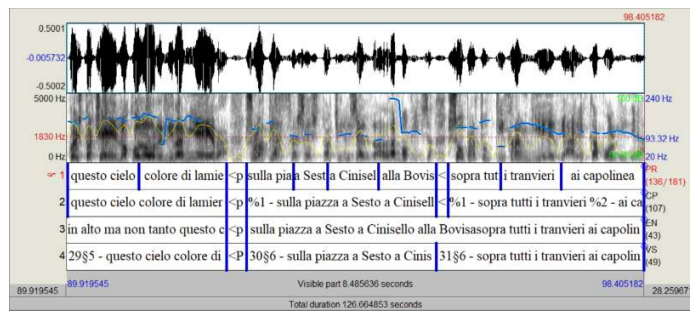 98.405182
0.5001
-0.005732
-0.5002
5000 Hz
240 Hz
1830 Hz
93.32 Hz
0 Hz
20 Hz
1 questo cielo colore di lamie <p sulla pia a Sest a Cinisel alla Bovis < sopra tut i tranvieri ai capolinea PR (136/181)
2 questo cielo colore di lamier <p %1 - sulla piazza a Sesto a Cinisell < %1 - sopra tutti i tranvieri %2 - ai ca CP (107)
3 in alto ma non tanto questo c <P sulla piazza a Sesto a Cinisello alla Bovisasopra tutti i tranvieri ai capolin EN (43)
4 29§5 - questo cielo colore di <P 30§6 - sulla piazza a Sesto a Cinis 31§6 - sopra tutti i tranvieri ai capolin VS (49)
89.919545 Visible part 8.485636 seconds 98.405182
89.919545 28.259671
Total duration 126.664853 seconds